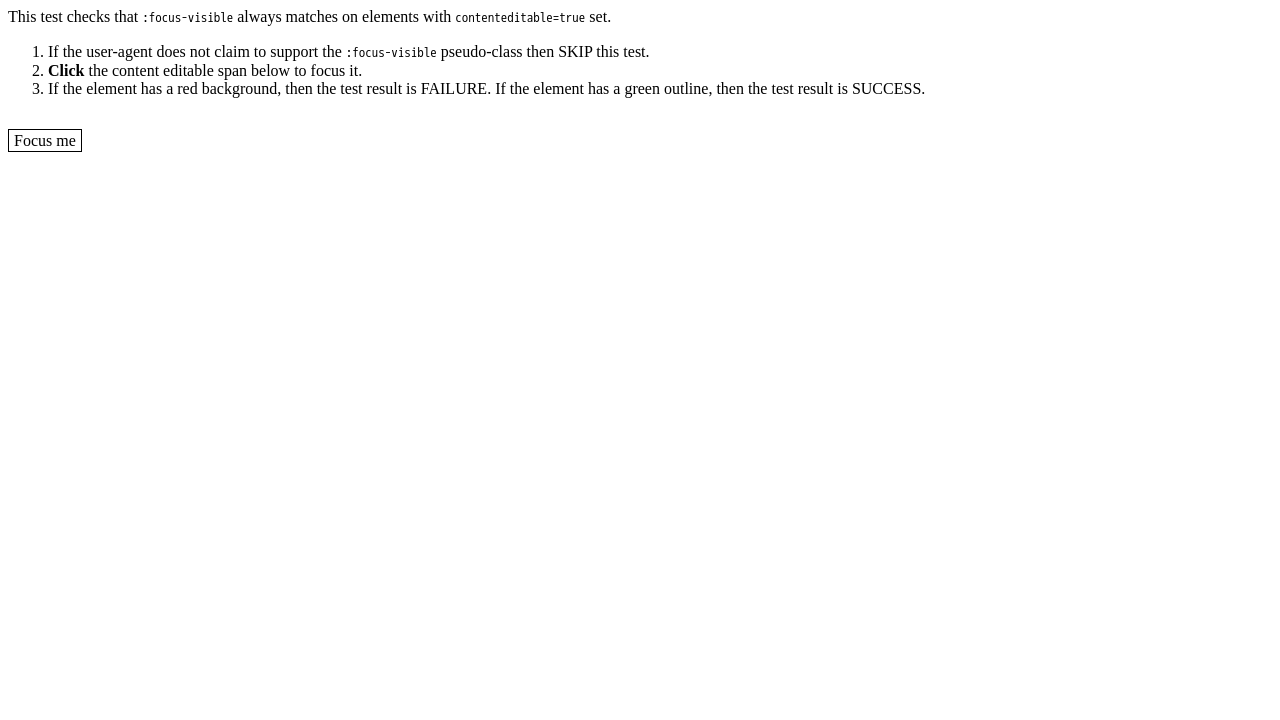 This test checks that :focus-visible always matches on elements with contenteditable=true set.
1. If the user-agent does not claim to support the :focus-visible pseudo-class then SKIP this test.
2. Click the content editable span below to focus it.
3. If the element has a red background, then the test result is FAILURE. If the element has a green outline, then the test result is SUCCESS.
Focus me